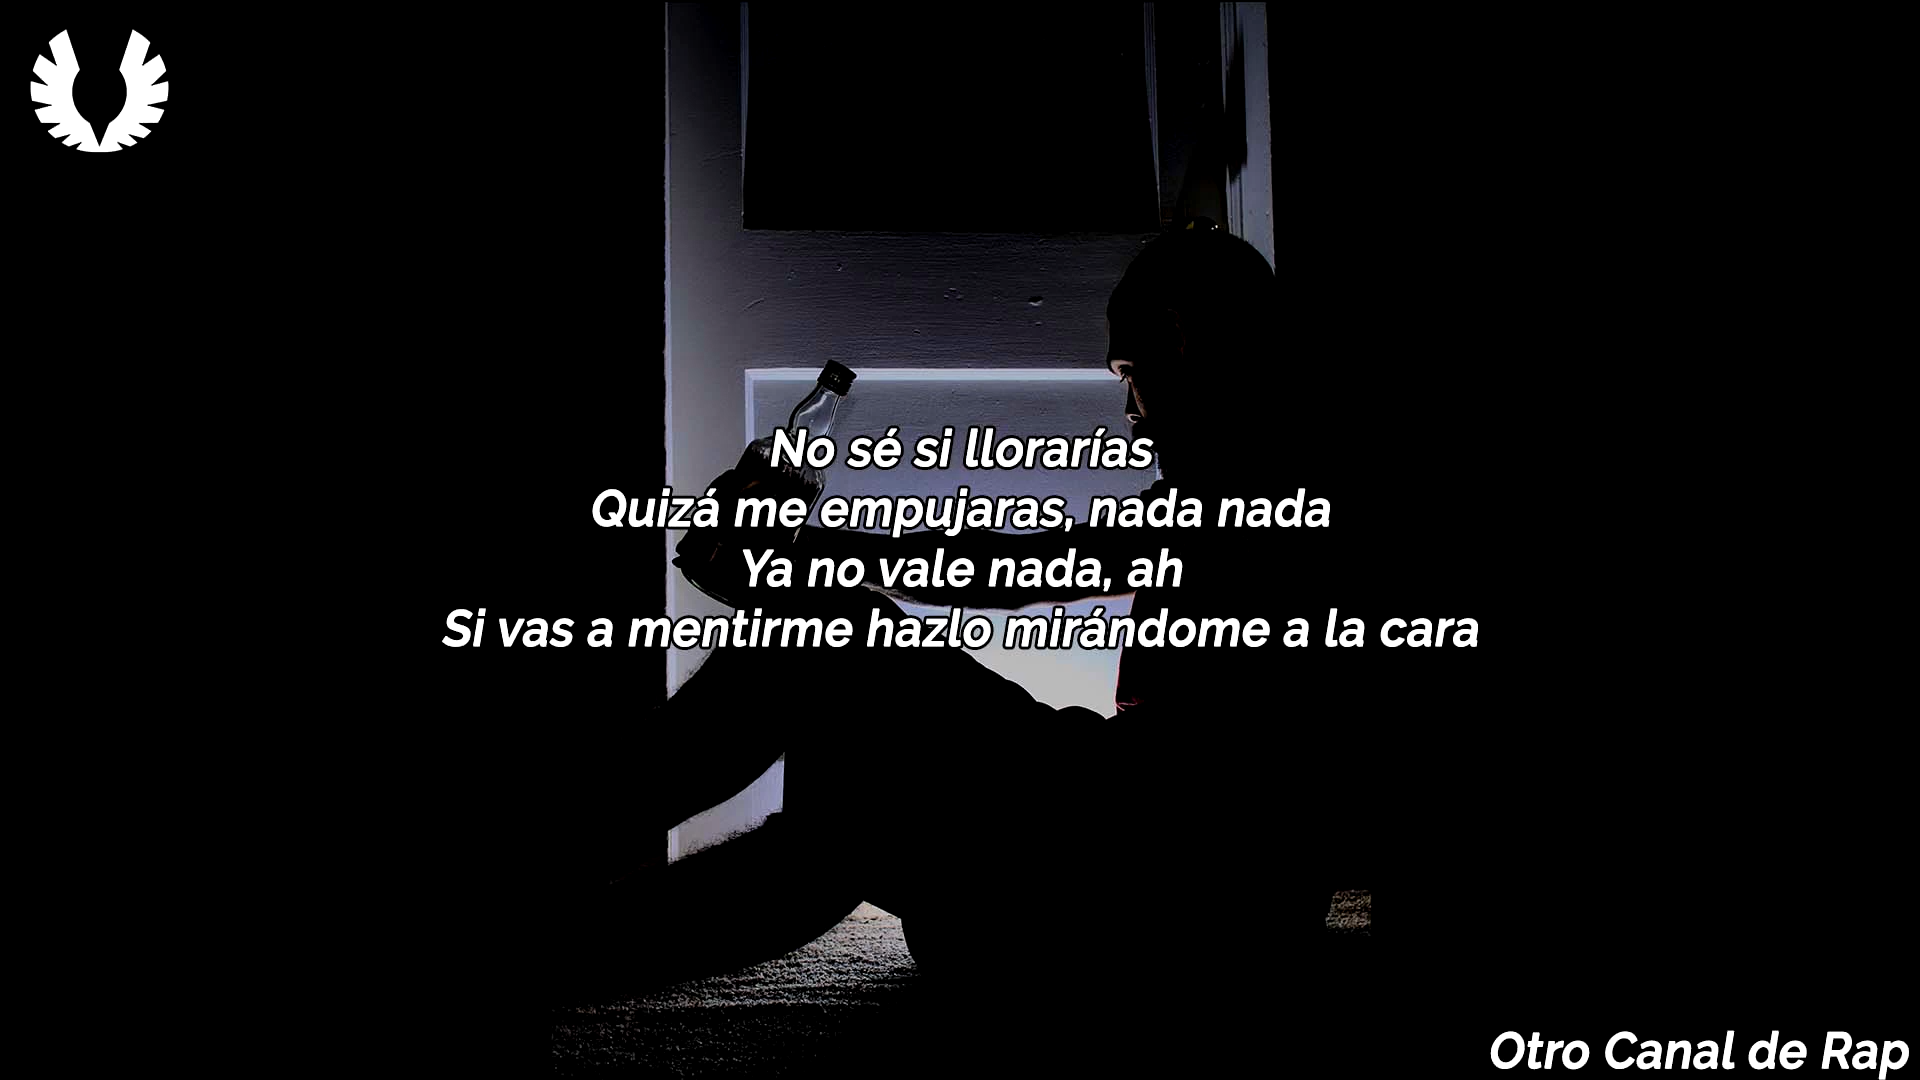 No sé si llorarías
Quizá me empujaras, nada nada
Ya no vale nada, ah
Si vas a mentirme hazlo mirándome a la cara
Otro Canal de Rap